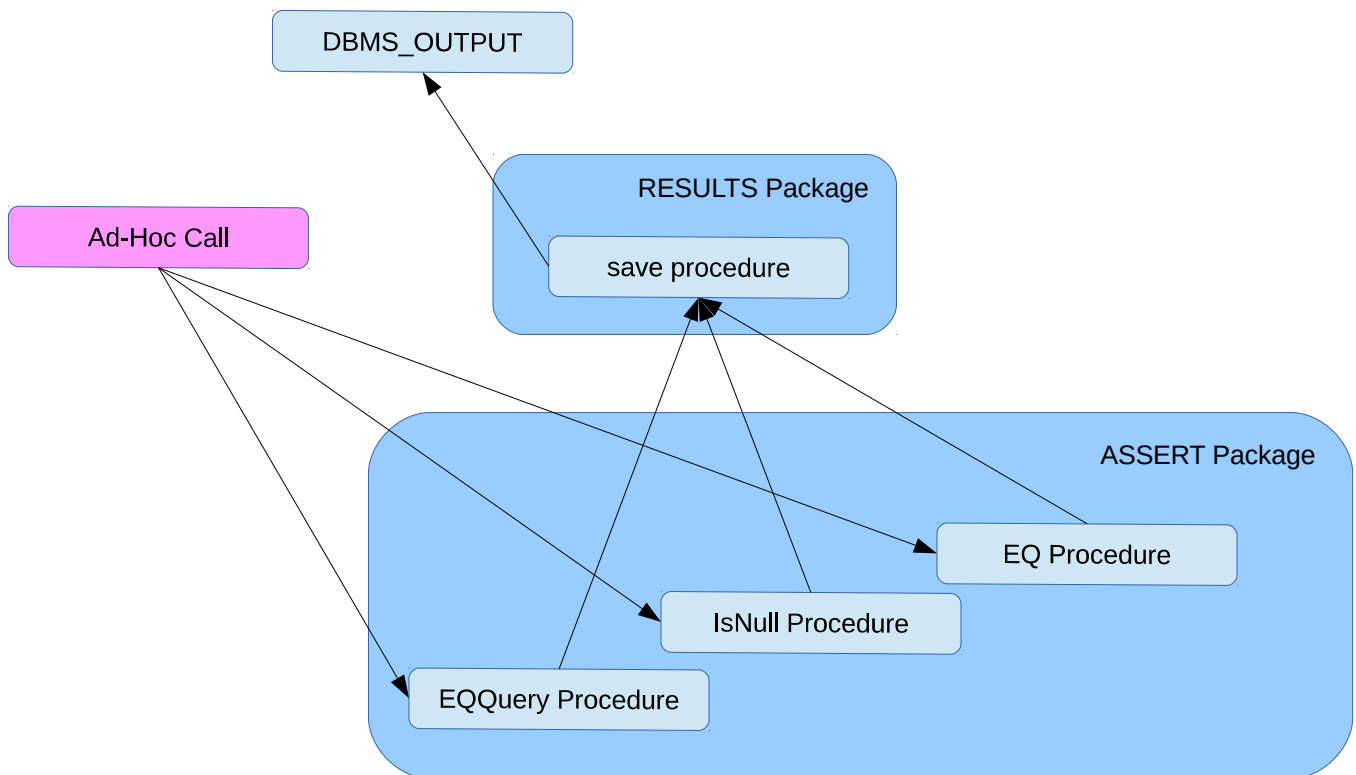 DBMS_OUTPUT
RESULTS Package
Ad-Hoc Call
save procedure
ASSERT Package
EQ Procedure
IsNull Procedure
EQQuery Procedure